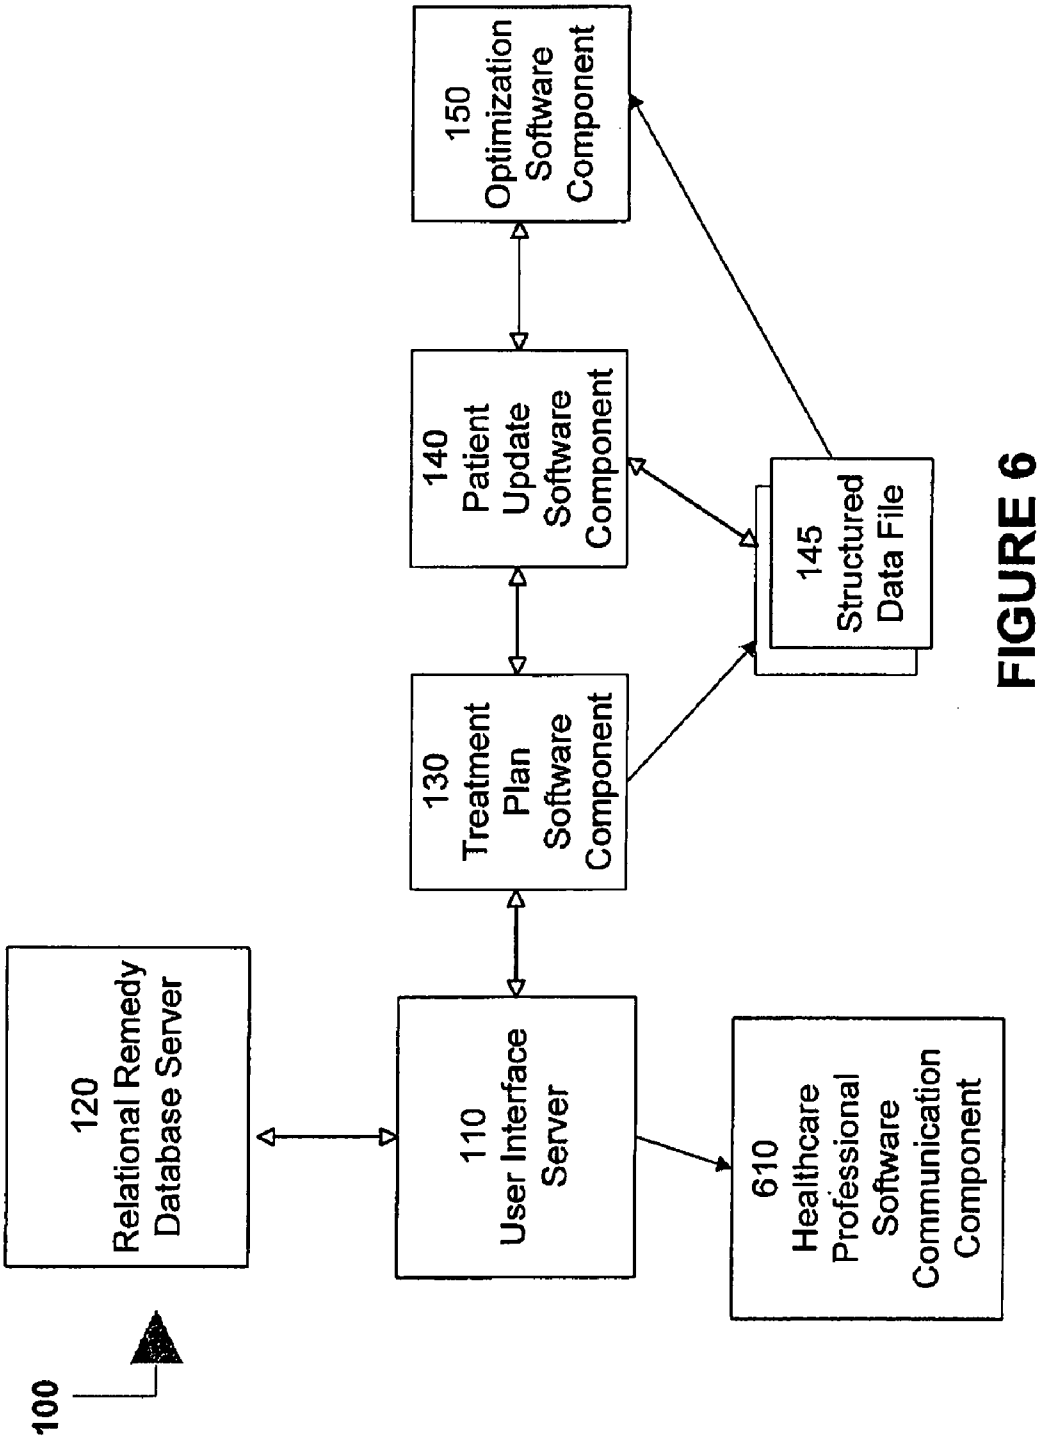 100
120
Relational Remedy
Database Server
110
User Interface
Server
610
Healthcare
Professional
Software
Communication
Component
130
Treatment
Plan
Software
Component
140
Patient
Update
Software
Component
150
Optimization
Software
Component
145
Structured
Data File
FIGURE 6